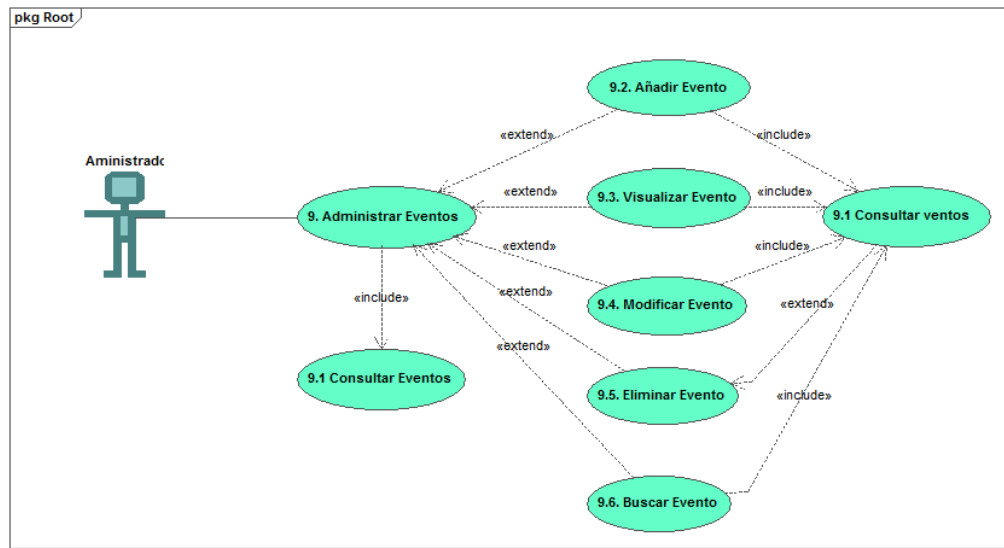 pkg Root
9.2. Añadir Evento
«extend»
«include»
Aministrado
9.3. Visualizar Evento
«extend»
«include»
9. Administrar Eventos
9.1 Consultar ventos
«extend»
«include»
«include»
«extend»
9.4. Modificar Evento
«extend»
«extend»
9.1 Consultar Eventos
9.5. Eliminar Evento
«include»
9.6. Buscar Evento